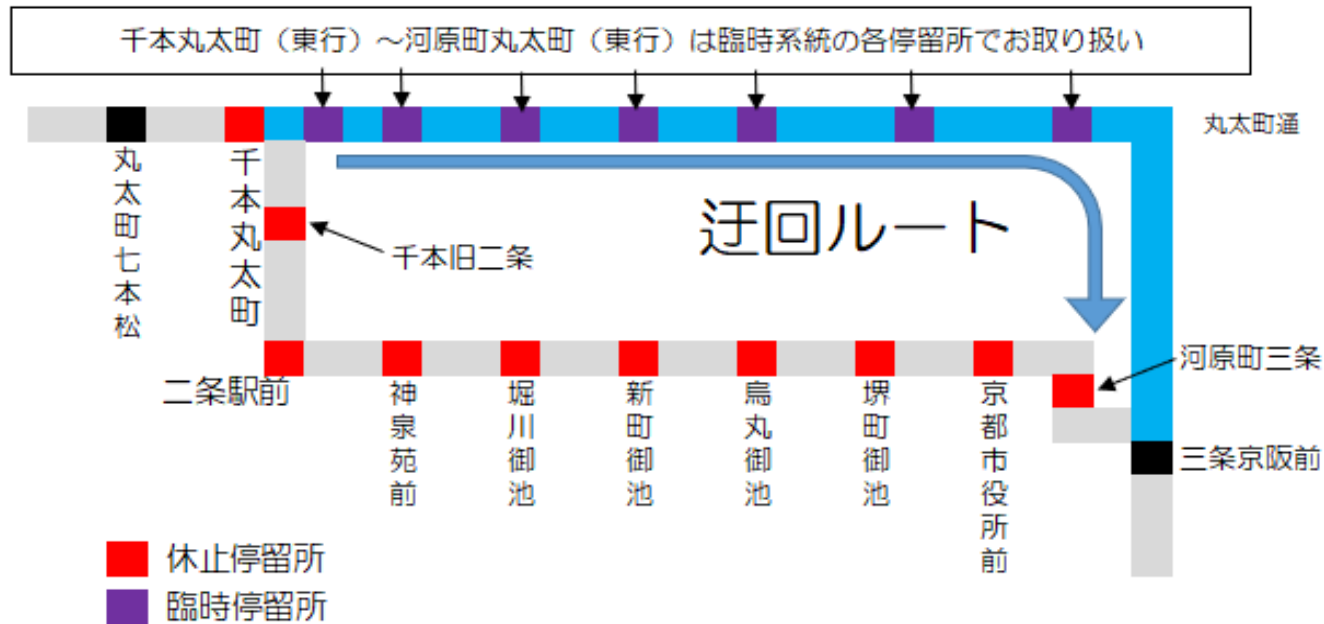 千本丸太町（東行）～河原町丸太町（東行）は臨時系統の各停留所でお取り扱い
丸太町通
丸太町七本松
千本丸太町
迂回ルート
千本旧二条
河原町三条
二条駅前
神泉苑前
堀川御池
新町御池
烏丸御池
堺町御池
京都市役所前
三条京阪前
休止停留所
臨時停留所